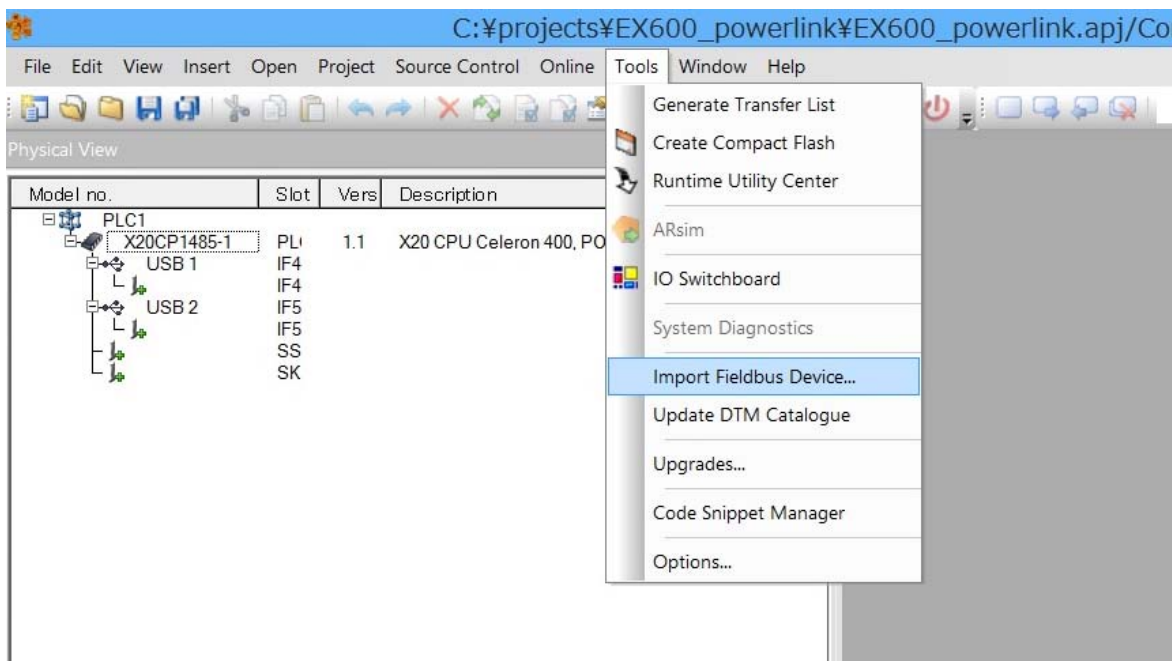 C:¥projects¥EX600_powerlink¥EX600_powerlink.apj/Co
File Edit View Insert Open Project Source Control Online Tools Window Help
Physical View
Model no. Slot Vers Description
PLC1
X20CP1485-1 PL 1.1 X20 CPU Celeron 400, PO
USB 1 IF4
IF4
USB 2 IF5
IF5
SS
SK
Generate Transfer List
Create Compact Flash
Runtime Utility Center
ARsim
IO Switchboard
System Diagnostics
Import Fieldbus Device...
Update DTM Catalogue
Upgrades...
Code Snippet Manager
Options...